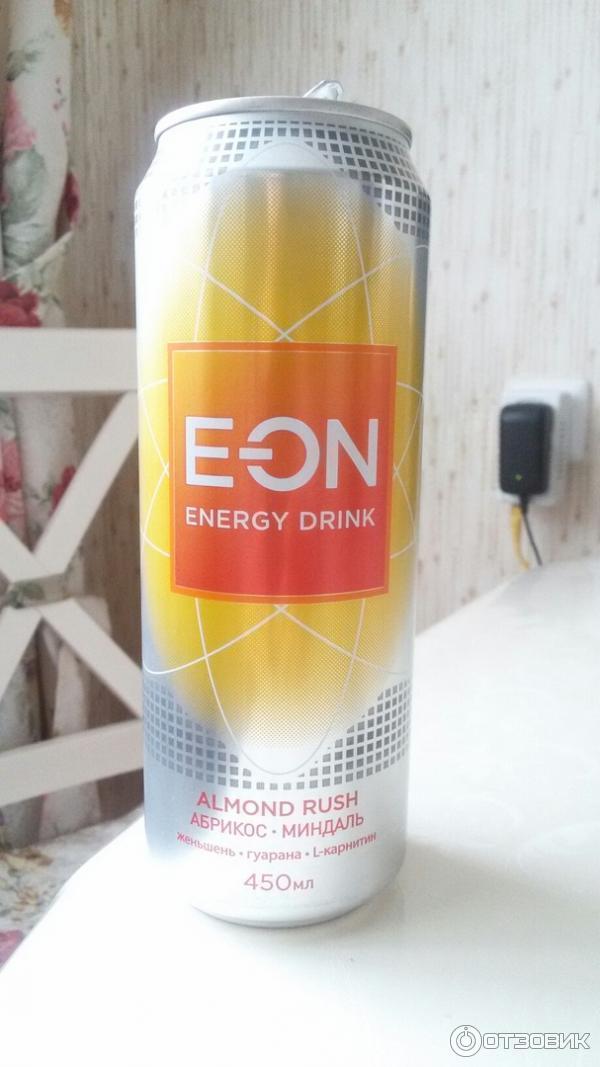 E-ON
ENERGY DRINK
ALMOND RUSH
АБРИКОС • МИНДАЛЬ
женьшень • гуарана • L-карнитин
450мл
ОТЗОВИК